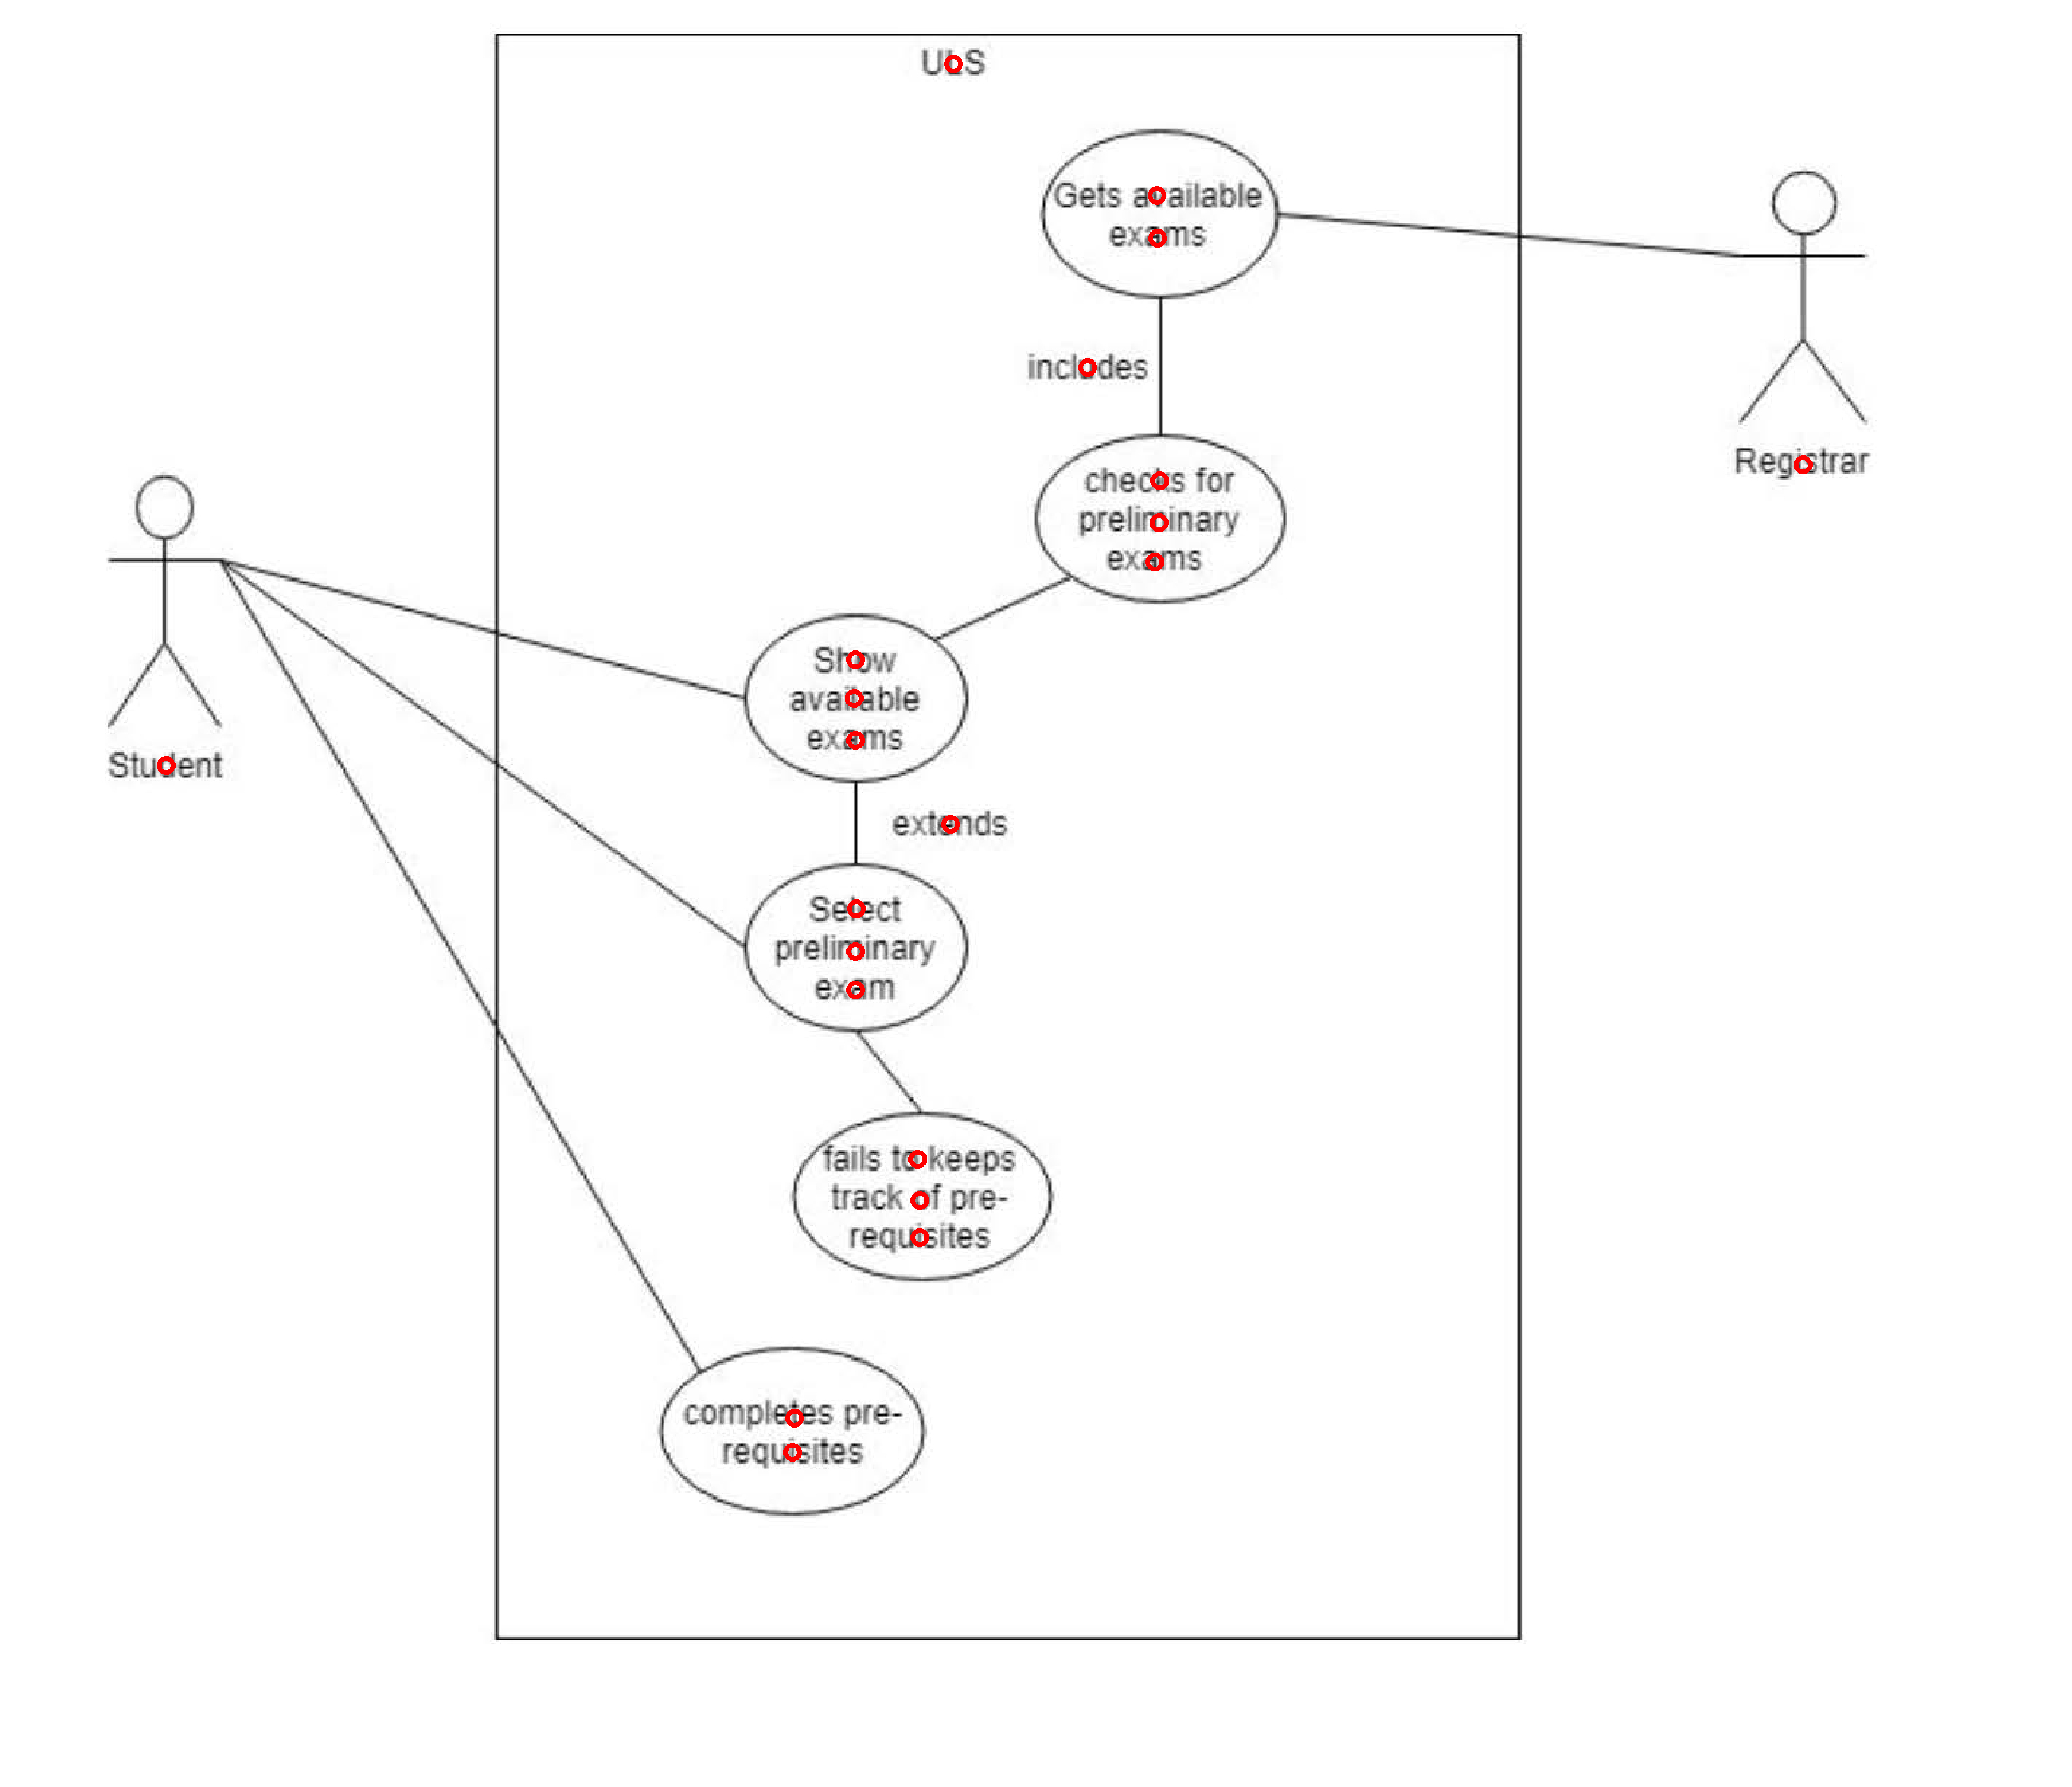 ULS
Gets available
exams
includes
checks for
preliminary
exams
Registrar
Show
available
exams
Student
extends
Select
preliminary
exam
fails to keeps
track of pre-
requisites
completes pre-
requisites